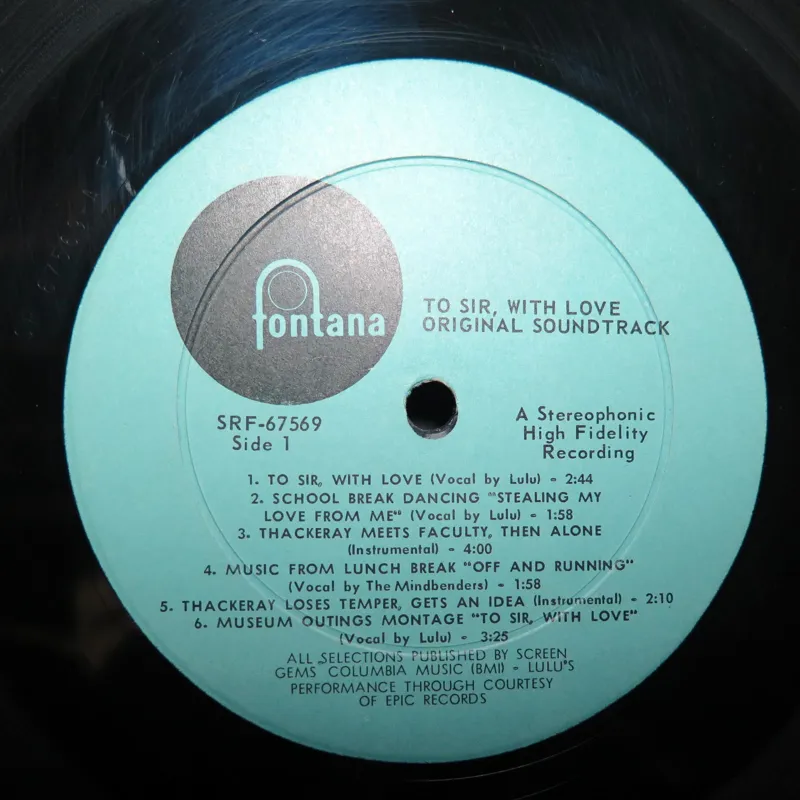 fontana
TO SIR, WITH LOVE
ORIGINAL SOUNDTRACK
SRF-67569
Side 1
A Stereophonic
High Fidelity
Recording
1. TO SIR, WITH LOVE (Vocal by Lulu) - 2:44
2. SCHOOL BREAK DANCING "STEALING MY
LOVE FROM ME" (Vocal by Lulu) - 1:58
3. THACKERAY MEETS FACULTY, THEN ALONE
(Instrumental) - 4:00
4. MUSIC FROM LUNCH BREAK "OFF AND RUNNING"
(Vocal by The Mindbenders) - 1:58
5. THACKERAY LOSES TEMPER, GETS AN IDEA (Instrumental) - 2:10
6. MUSEUM OUTINGS MONTAGE "TO SIR, WITH LOVE"
(Vocal by Lulu) - 3:25
ALL SELECTIONS PUBLISHED BY SCREEN
GEMS COLUMBIA MUSIC (BMI) - LULU'S
PERFORMANCE THROUGH COURTESY
OF EPIC RECORDS